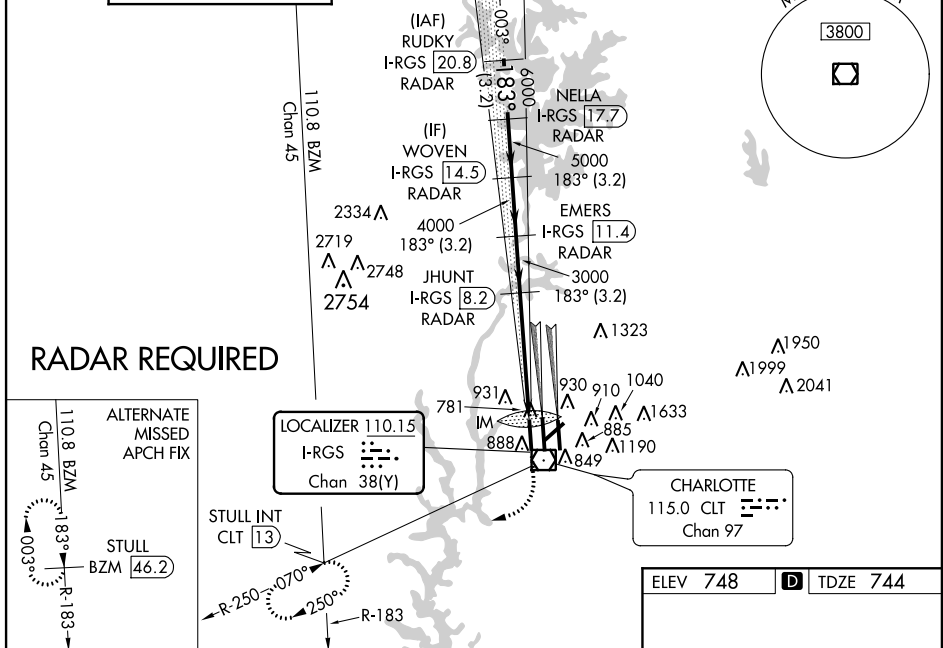 (IAF)
RUDKY
I-RGS 20.8
RADAR
003°
183°
(3.2)
6000
3800
NELLA
I-RGS 17.7
RADAR
5000
183° (3.2)
(IF)
WOVEN
I-RGS 14.5
RADAR
110.8 BZM
Chan 45
2334
4000
183° (3.2)
EMERS
I-RGS 11.4
RADAR
3000
183° (3.2)
2719
2748
2754
JHUNT
I-RGS 8.2
RADAR
1323
1950
1999
2041
RADAR REQUIRED
931
930
910
1040
781
1633
IM
885
888
1190
849
LOCALIZER 110.15
I-RGS
Chan 38(Y)
CHARLOTTE
115.0 CLT
Chan 97
ALTERNATE
MISSED
APCH FIX
110.8 BZM
Chan 45
183°
003°
STULL
BZM 46.2
R-183
STULL INT
CLT 13
R-250
070°
250°
R-183
ELEV 748
D
TDZE 744